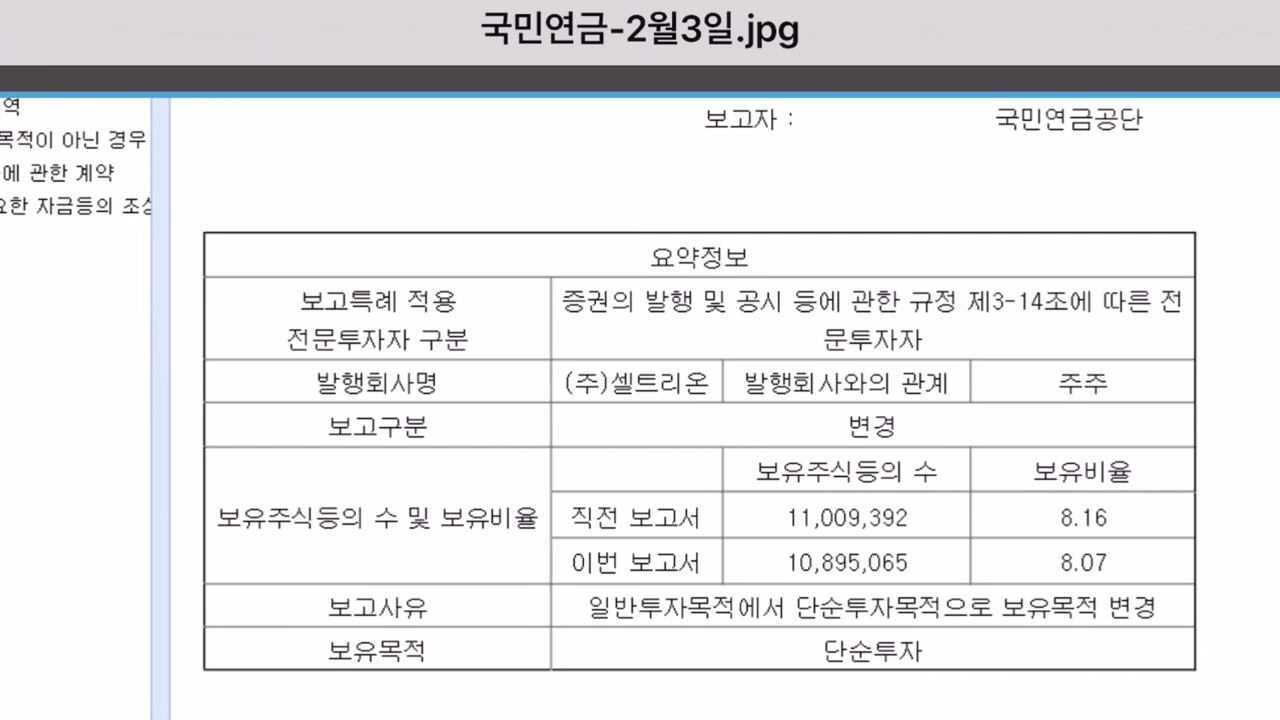 국민연금-2월3일.jpg
역
목적이 아닌 경우
에 관한 계약
요한 자금등의 조
보고자 : 국민연금공단
요약정보
보고특례 적용
전문투자자 구분
증권의 발행 및 공시 등에 관한 규정 제3-14조에 따른 전
문투자자
발행회사명 (주)셀트리온 발행회사와의 관계 주주
보고구분 변경
보유주식등의 수 및 보유비율
보유주식등의 수 보유비율
직전 보고서 11,009,392 8.16
이번 보고서 10,895,065 8.07
보고사유 일반투자목적에서 단순투자목적으로 보유목적 변경
보유목적 단순투자